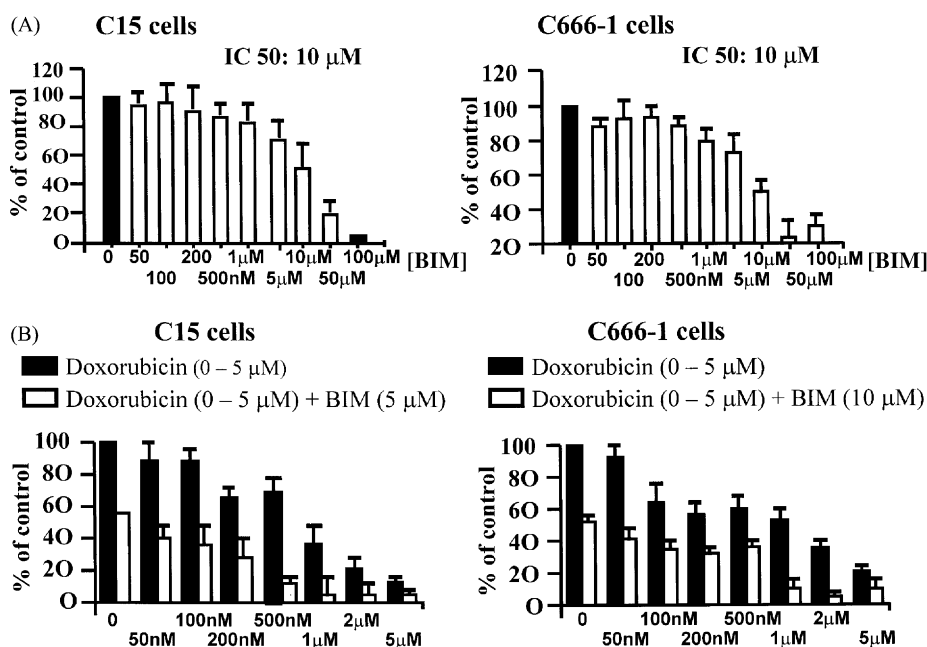 (A)
C15 cells
IC 50: 10 µM
% of control
120
100
80
60
40
20
0
0 50 200 1µM 10µM 100µM [BIM]
100 500nM 5µM 50µM
C666-1 cells
IC 50: 10 µM
% of control
120
100
80
60
40
20
0 50 200 1µM 10µM 100µM [BIM]
100 500nM 5µM 50µM
(B)
C15 cells
Doxorubicin (0 – 5 µM)
Doxorubicin (0 – 5 µM) + BIM (5 µM)
% of control
100
80
60
40
20
0
0 100nM 500nM 2µM
50nM 200nM 1µM 5µM
C666-1 cells
Doxorubicin (0 – 5 µM)
Doxorubicin (0 – 5 µM) + BIM (10 µM)
% of control
100
80
60
40
20
0
0 100nM 500nM 2µM
50nM 200nM 1µM 5µM